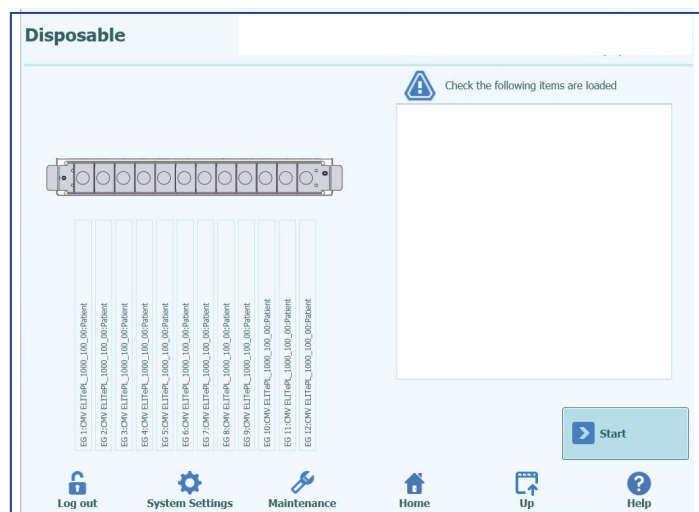 Disposable
Check the following items are loaded
EG 1:CMV ELITePL_1000_100_00:Patient
EG 2:CMV ELITePL_1000_100_00:Patient
EG 3:CMV ELITePL_1000_100_00:Patient
EG 4:CMV ELITePL_1000_100_00:Patient
EG 5:CMV ELITePL_1000_100_00:Patient
EG 6:CMV ELITePL_1000_100_00:Patient
EG 7:CMV ELITePL_1000_100_00:Patient
EG 8:CMV ELITePL_1000_100_00:Patient
EG 9:CMV ELITePL_1000_100_00:Patient
EG 10:CMV ELITePL_1000_100_00:Patient
EG 11:CMV ELITePL_1000_100_00:Patient
EG 12:CMV ELITePL_1000_100_00:Patient
Start
Log out
System Settings
Maintenance
Home
Up
Help